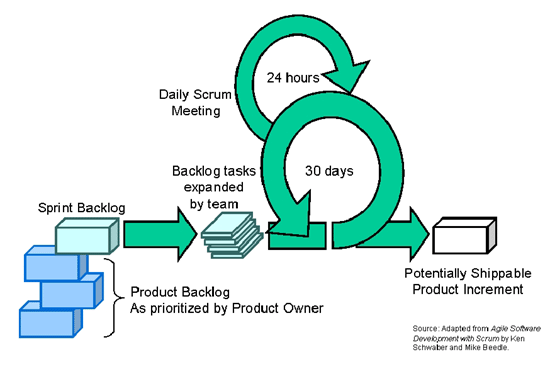 24 hours
Daily Scrum
Meeting
Backlog tasks
expanded
by team
30 days
Sprint Backlog
Product Backlog
As prioritized by Product Owner
Potentially Shippable
Product Increment
Source: Adapted from Agile Software
Development with Scrum by Ken
Schwaber and Mike Beedle.